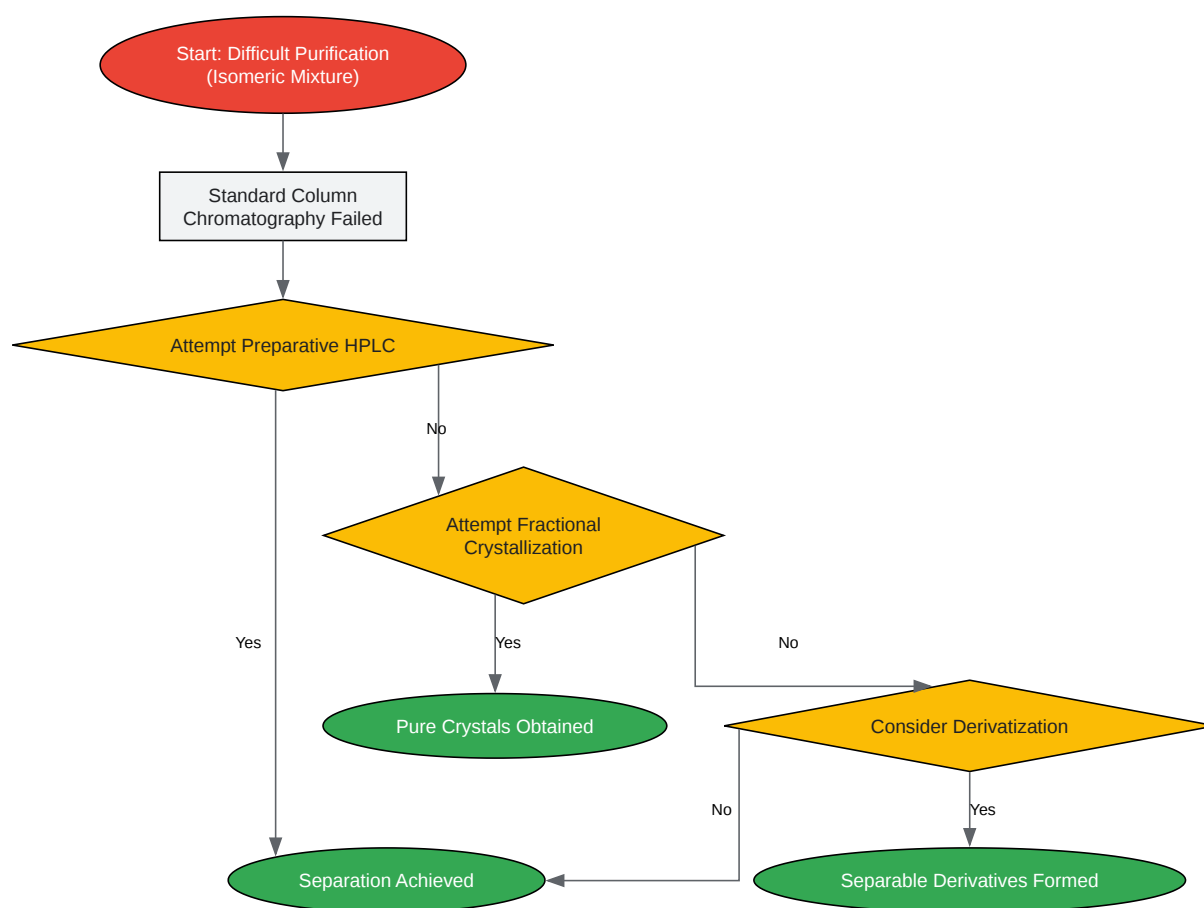 Start: Difficult Purification
(Isomeric Mixture)
Standard Column
Chromatography Failed
Attempt Preparative HPLC
No
Attempt Fractional
Crystallization
Yes
Yes
No
Pure Crystals Obtained
Consider Derivatization
No
Yes
Separation Achieved
Separable Derivatives Formed